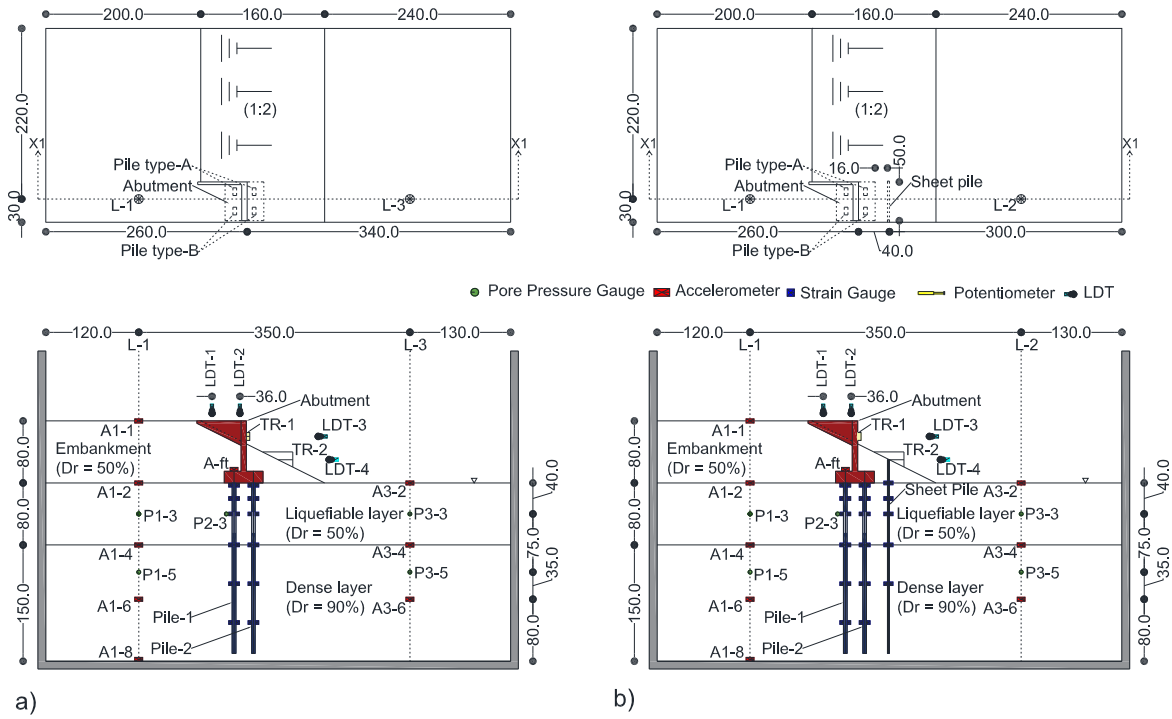 200.0 160.0 240.0
220.0
30.0
X1
X1
(1:2)
Pile type-A
Abutment
L-1
L-3
Pile type-B
260.0 340.0
200.0 160.0 240.0
220.0
30.0
X1
X1
(1:2)
Pile type-A
16.0
50.0
Abutment
Sheet pile
L-1
L-2
Pile type-B
260.0 40.0 300.0
Pore Pressure Gauge Accelerometer Strain Gauge Potentiometer LDT
120.0 350.0 130.0
L-1 L-3
LDT-1
LDT-2
36.0
Abutment
A1-1
TR-1
LDT-3
Embankment
(Dr = 50%)
TR-2
LDT-4
A-ft
A1-2
A3-2
P1-3
P2-3
Liquefiable layer
(Dr = 50%)
P3-3
A1-4
A3-4
P1-5
P3-5
Dense layer
(Dr = 90%)
A1-6
A3-6
Pile-1
Pile-2
A1-8
80.0
80.0
150.0
40.0
75.0
35.0
80.0
a)
120.0 350.0 130.0
L-1 L-2
LDT-1
LDT-2
36.0
Abutment
A1-1
TR-1
LDT-3
Embankment
(Dr = 50%)
TR-2
LDT-4
A-ft
A1-2
Sheet Pile
A3-2
P1-3
P2-3
Liquefiable layer
(Dr = 50%)
P3-3
A1-4
A3-4
P1-5
P3-5
Dense layer
(Dr = 90%)
A1-6
A3-6
Pile-1
Pile-2
A1-8
80.0
80.0
150.0
40.0
75.0
35.0
80.0
b)